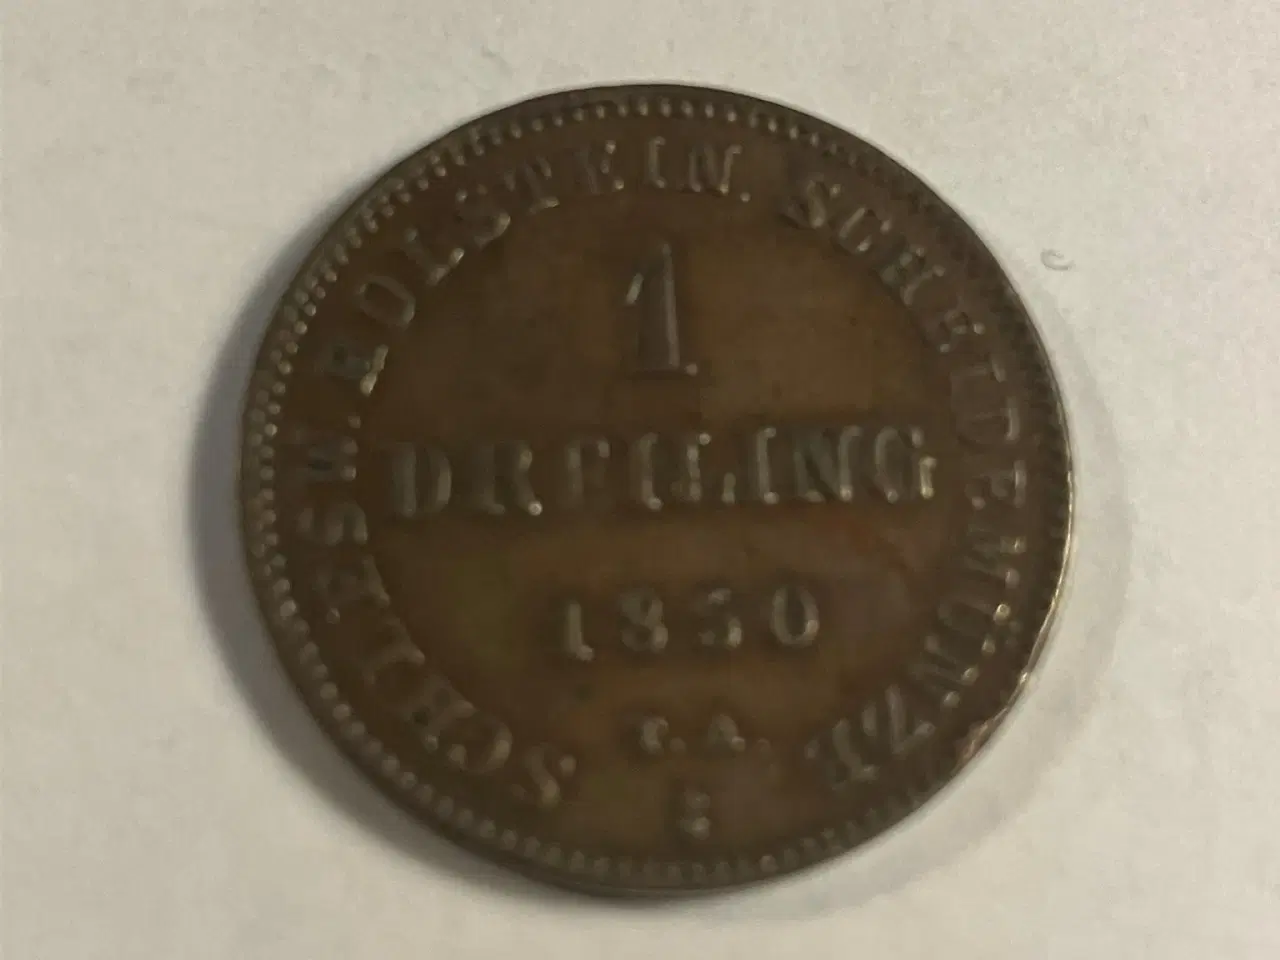 SCHLESW. HOLSTEIN. SCHEIDEMÜNZE
1
DREILING
1850
T. A.